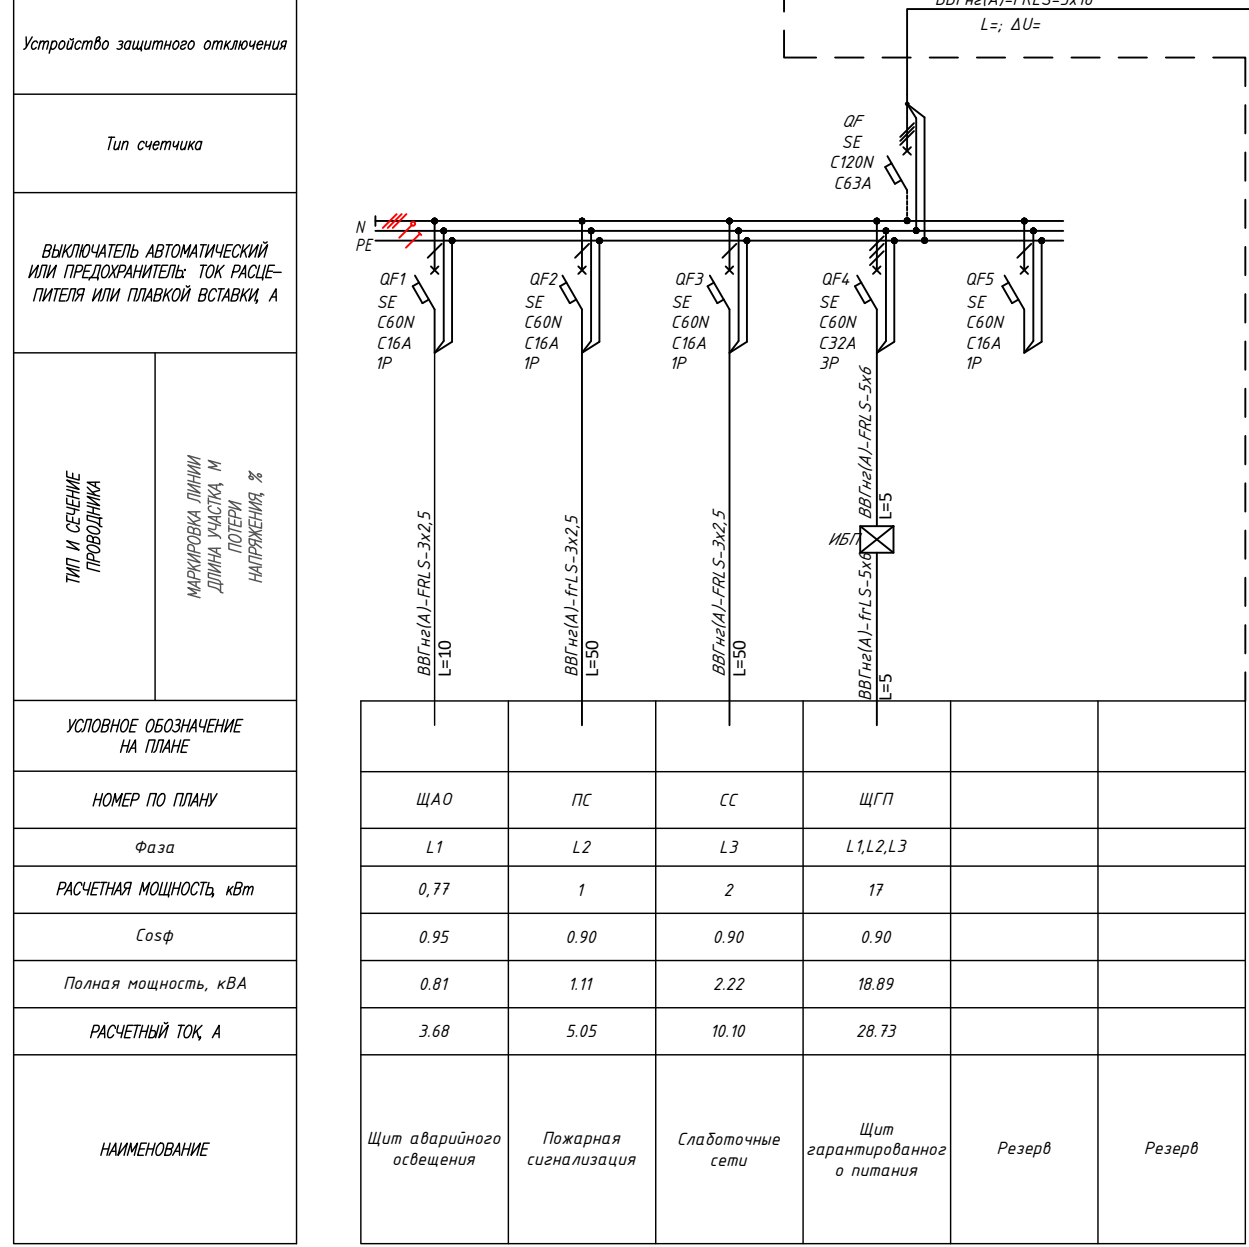 L=; ΔU=
Устройство защитного отключения
Тип счетчика
QF
SE
C120N
C63A
N
PE
ВЫКЛЮЧАТЕЛЬ АВТОМАТИЧЕСКИЙ
ИЛИ ПРЕДОХРАНИТЕЛЬ: ТОК РАСЦЕ-
ПИТЕЛЯ ИЛИ ПЛАВКОЙ ВСТАВКИ, А
QF1
SE
C60N
C16A
1P
QF2
SE
C60N
C16A
1P
QF3
SE
C60N
C16A
1P
QF4
SE
C60N
C32A
3P
QF5
SE
C60N
C16A
1P
ТИП И СЕЧЕНИЕ
ПРОВОДНИКА
МАРКИРОВКА ЛИНИИ
ДЛИНА УЧАСТКА, М
ПОТЕРИ
НАПРЯЖЕНИЯ, %
ВВГнг(А)-FRLS-3х2,5
L=10
ВВГнг(А)-frLS-3х2,5
L=50
ВВГнг(А)-FRLS-3х2,5
L=50
ВВГнг(А)-FRLS-5х6
L=5
ИБП
ВВГнг(А)-frLS-5х6
L=5
УСЛОВНОЕ ОБОЗНАЧЕНИЕ
НА ПЛАНЕ
НОМЕР ПО ПЛАНУ ЩАО ПС СС ЩГП
Фаза L1 L2 L3 L1,L2,L3
РАСЧЕТНАЯ МОЩНОСТЬ, кВт 0,77 1 2 17
Cosφ 0.95 0.90 0.90 0.90
Полная мощность, кВА 0.81 1.11 2.22 18.89
РАСЧЕТНЫЙ ТОК, А 3.68 5.05 10.10 28.73
НАИМЕНОВАНИЕ
Щит аварийного
освещения
Пожарная
сигнализация
Слаботочные
сети
Щит
гарантированног
о питания
Резерв
Резерв